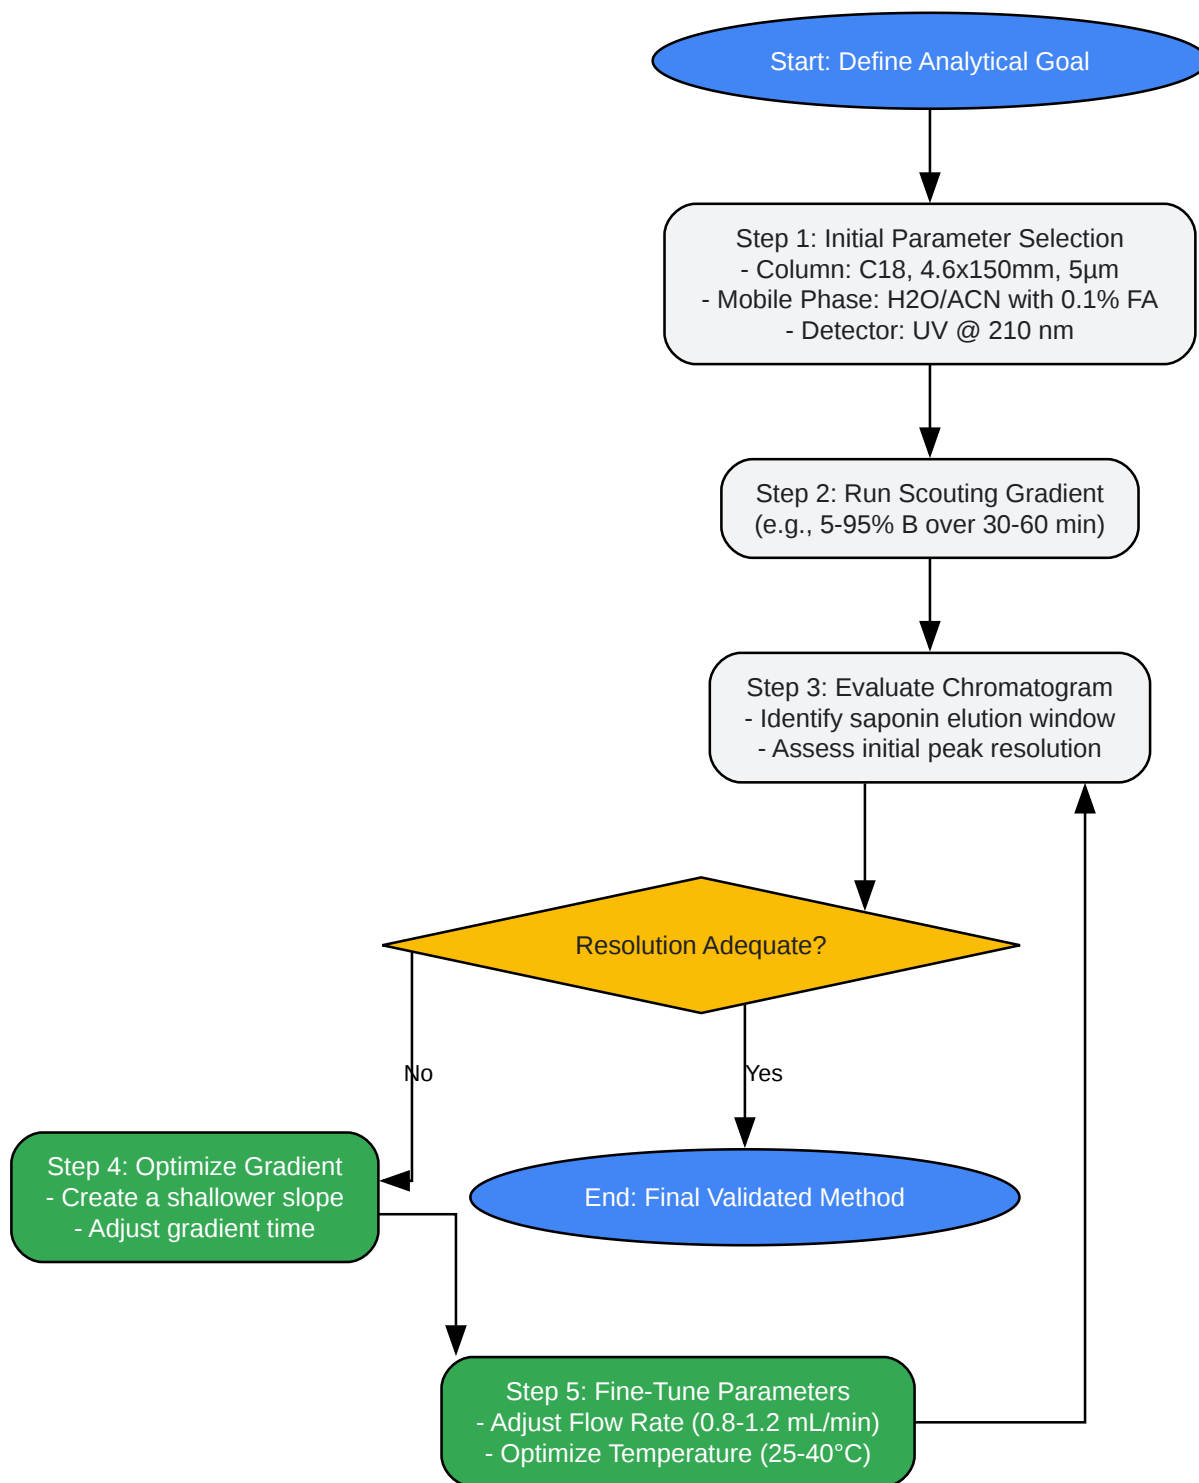 Start: Define Analytical Goal
Step 1: Initial Parameter Selection
- Column: C18, 4.6x150mm, 5µm
- Mobile Phase: H2O/ACN with 0.1% FA
- Detector: UV @ 210 nm
Step 2: Run Scouting Gradient
(e.g., 5-95% B over 30-60 min)
Step 3: Evaluate Chromatogram
- Identify saponin elution window
- Assess initial peak resolution
Resolution Adequate?
No
Yes
Step 4: Optimize Gradient
- Create a shallower slope
- Adjust gradient time
End: Final Validated Method
Step 5: Fine-Tune Parameters
- Adjust Flow Rate (0.8-1.2 mL/min)
- Optimize Temperature (25-40°C)